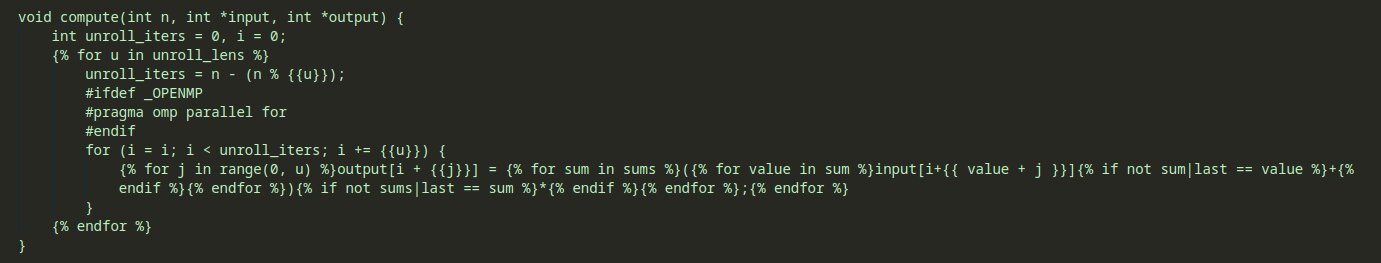 void compute(int n, int *input, int *output) {
    int unroll_iters = 0, i = 0;
    {% for u in unroll_lens %}
        unroll_iters = n - (n % {{u}});
        #ifdef _OPENMP
        #pragma omp parallel for
        #endif
        for (i = i; i < unroll_iters; i += {{u}}) {
            {% for j in range(0, u) %}output[i + {{j}}] = {% for sum in sums %}({% for value in sum %}input[i+{{ value + j }}]{% if not sum|last == value %}+{%
            endif %}{% endfor %}){% if not sums|last == sum %}*{% endif %}{% endfor %};{% endfor %}
        }
    {% endfor %}
}